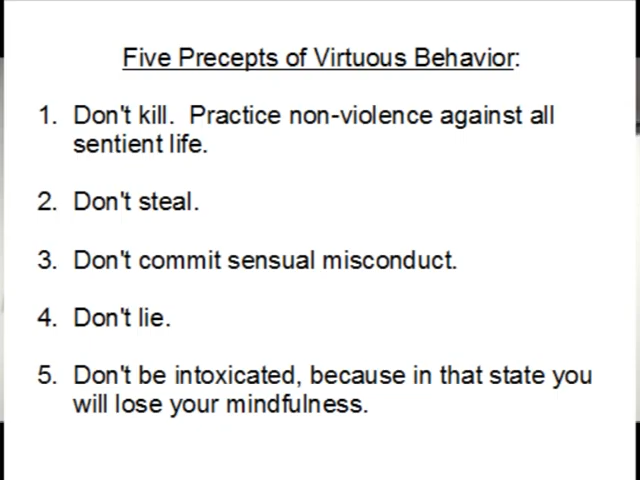 Five Precepts of Virtuous Behavior:
1. Don't kill. Practice non-violence against all
sentient life.
2. Don't steal.
3. Don't commit sensual misconduct.
4. Don't lie.
5. Don't be intoxicated, because in that state you
will lose your mindfulness.